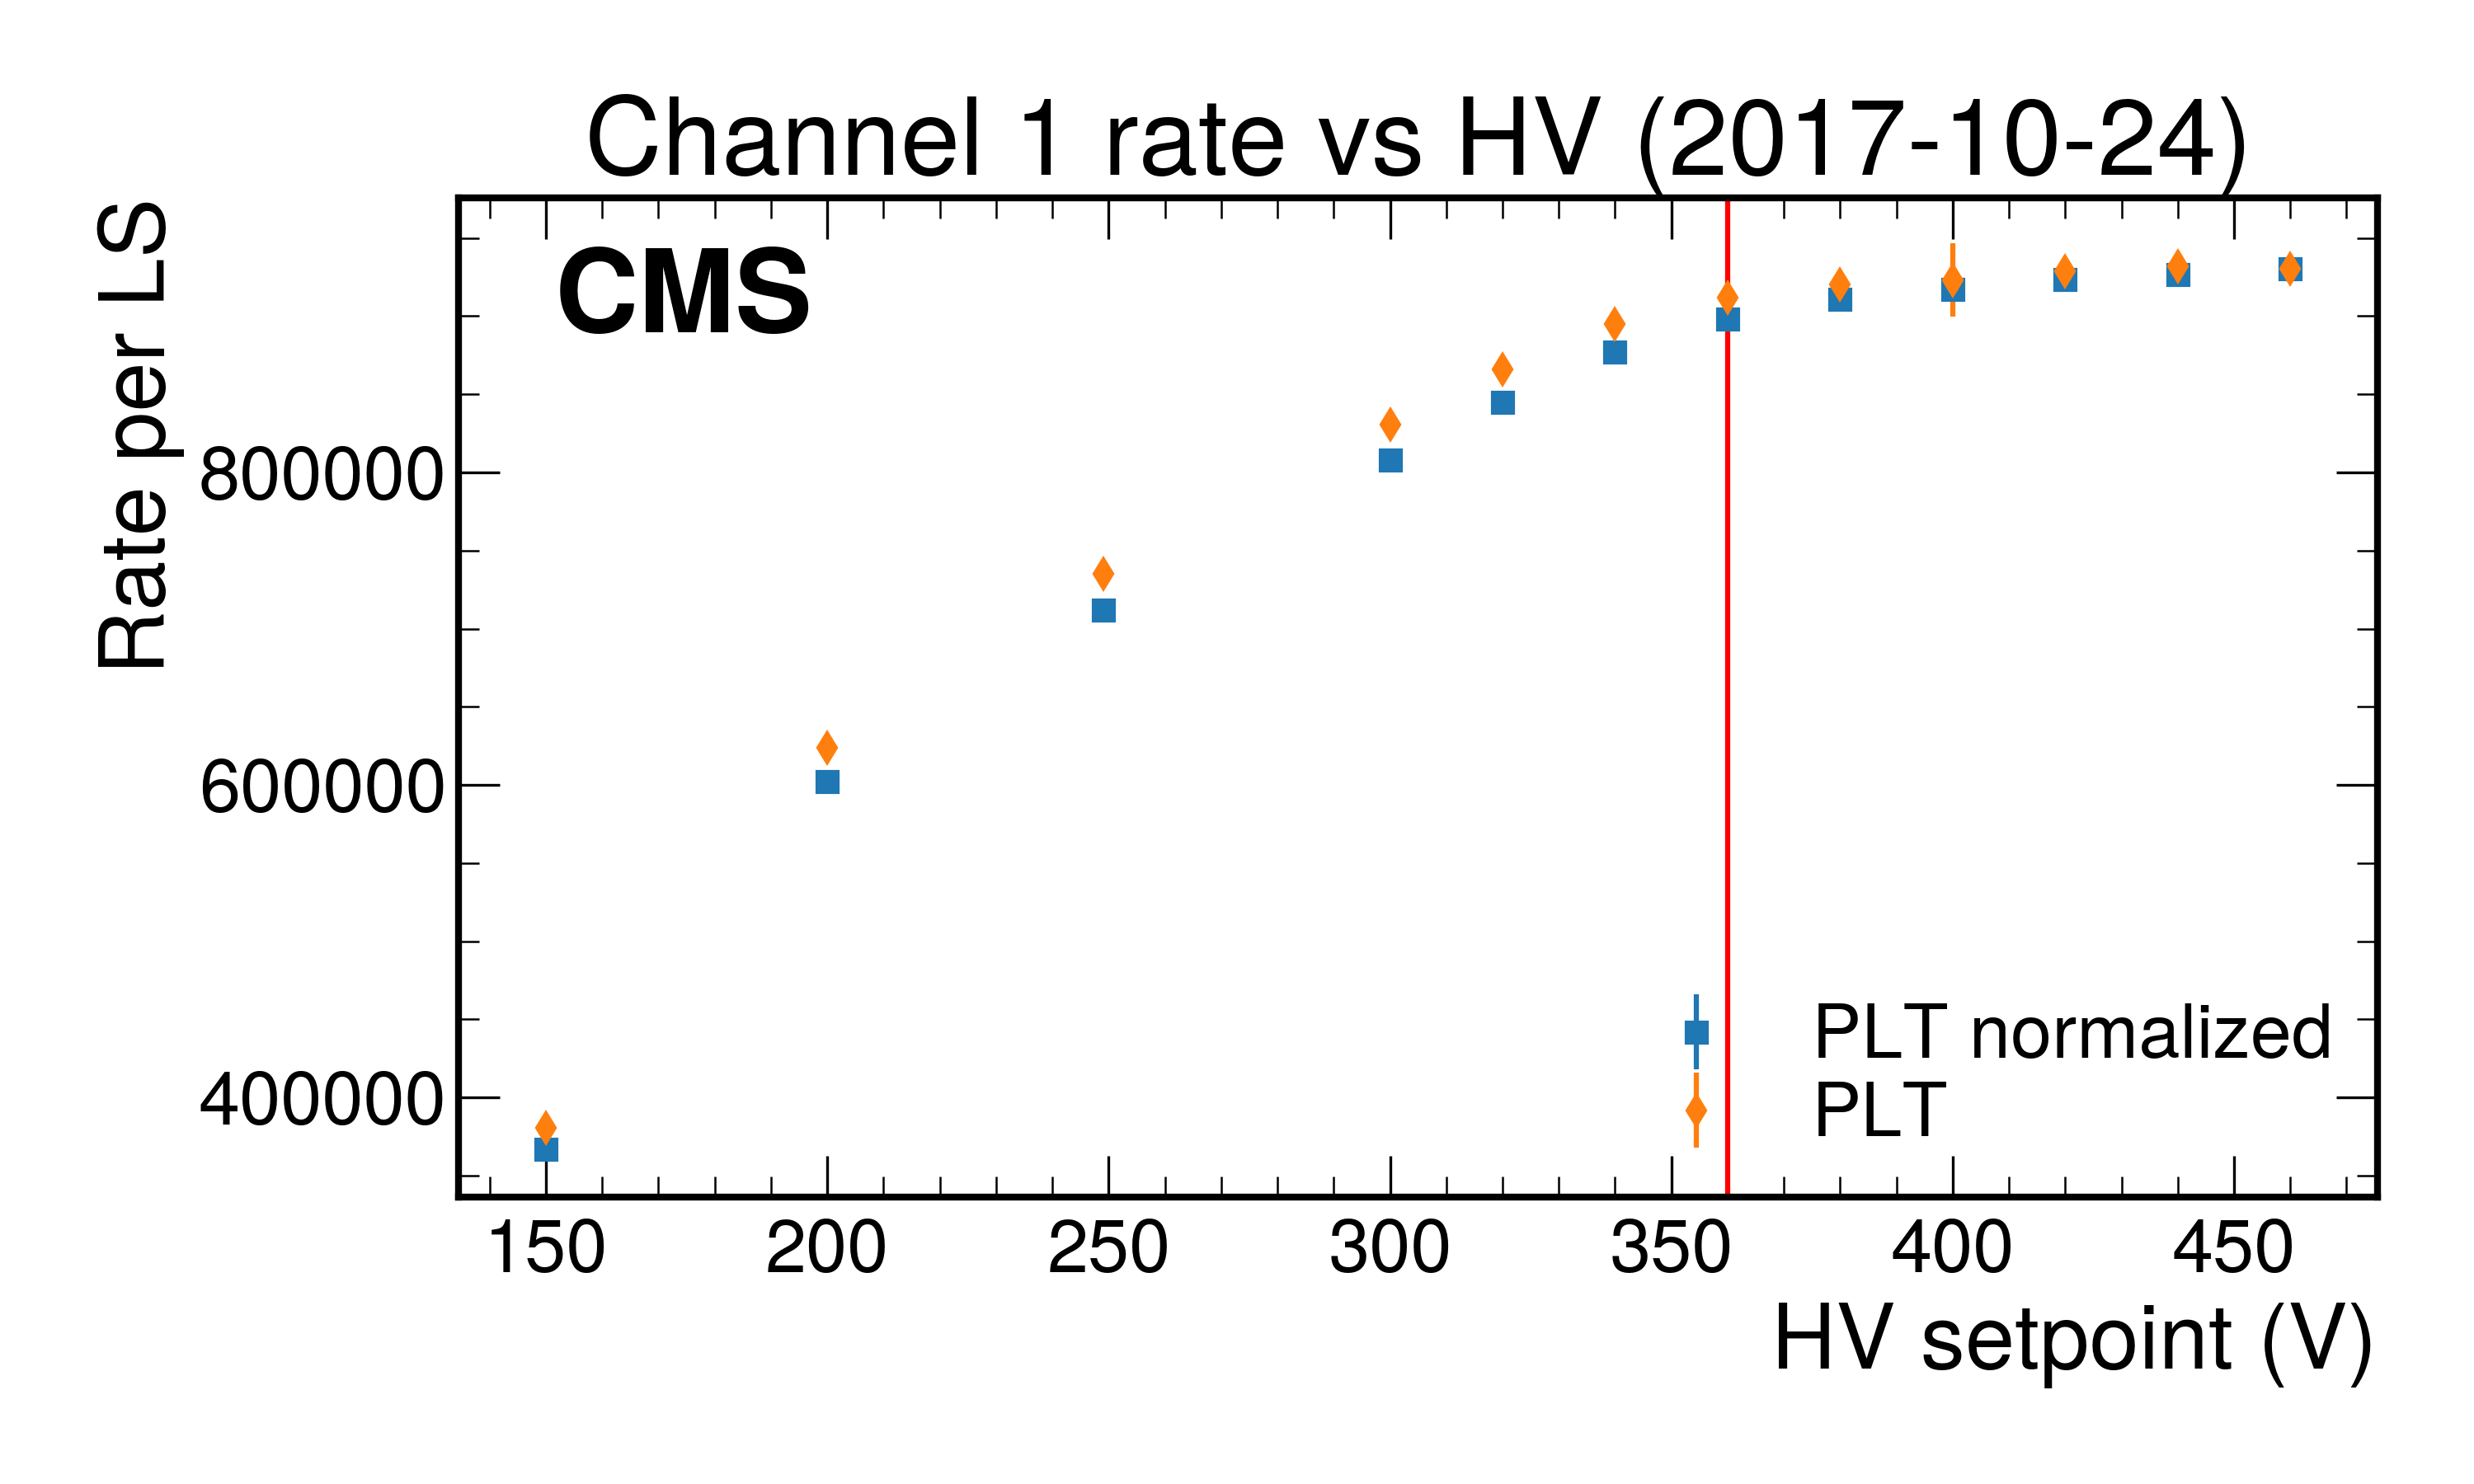 Channel 1 rate vs HV (2017-10-24)
CMS
Rate per LS
800000
600000
400000
PLT normalized
PLT
150 200 250 300 350 400 450
HV setpoint (V)